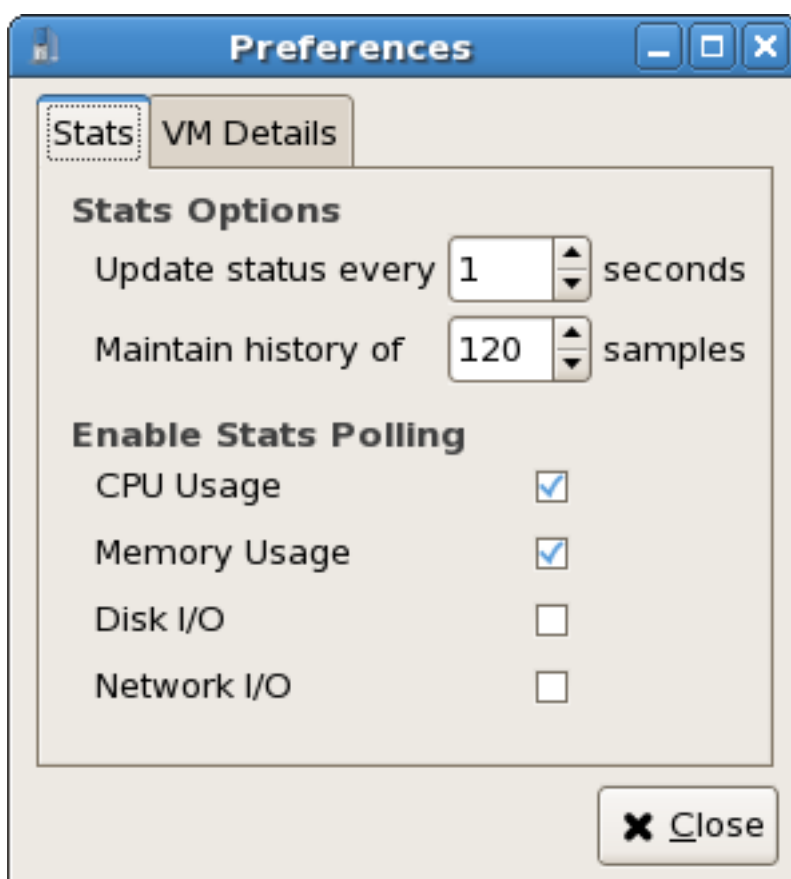 Preferences
Stats VM Details
Stats Options
Update status every 1 seconds
Maintain history of 120 samples
Enable Stats Polling
CPU Usage
Memory Usage
Disk I/O
Network I/O
Close